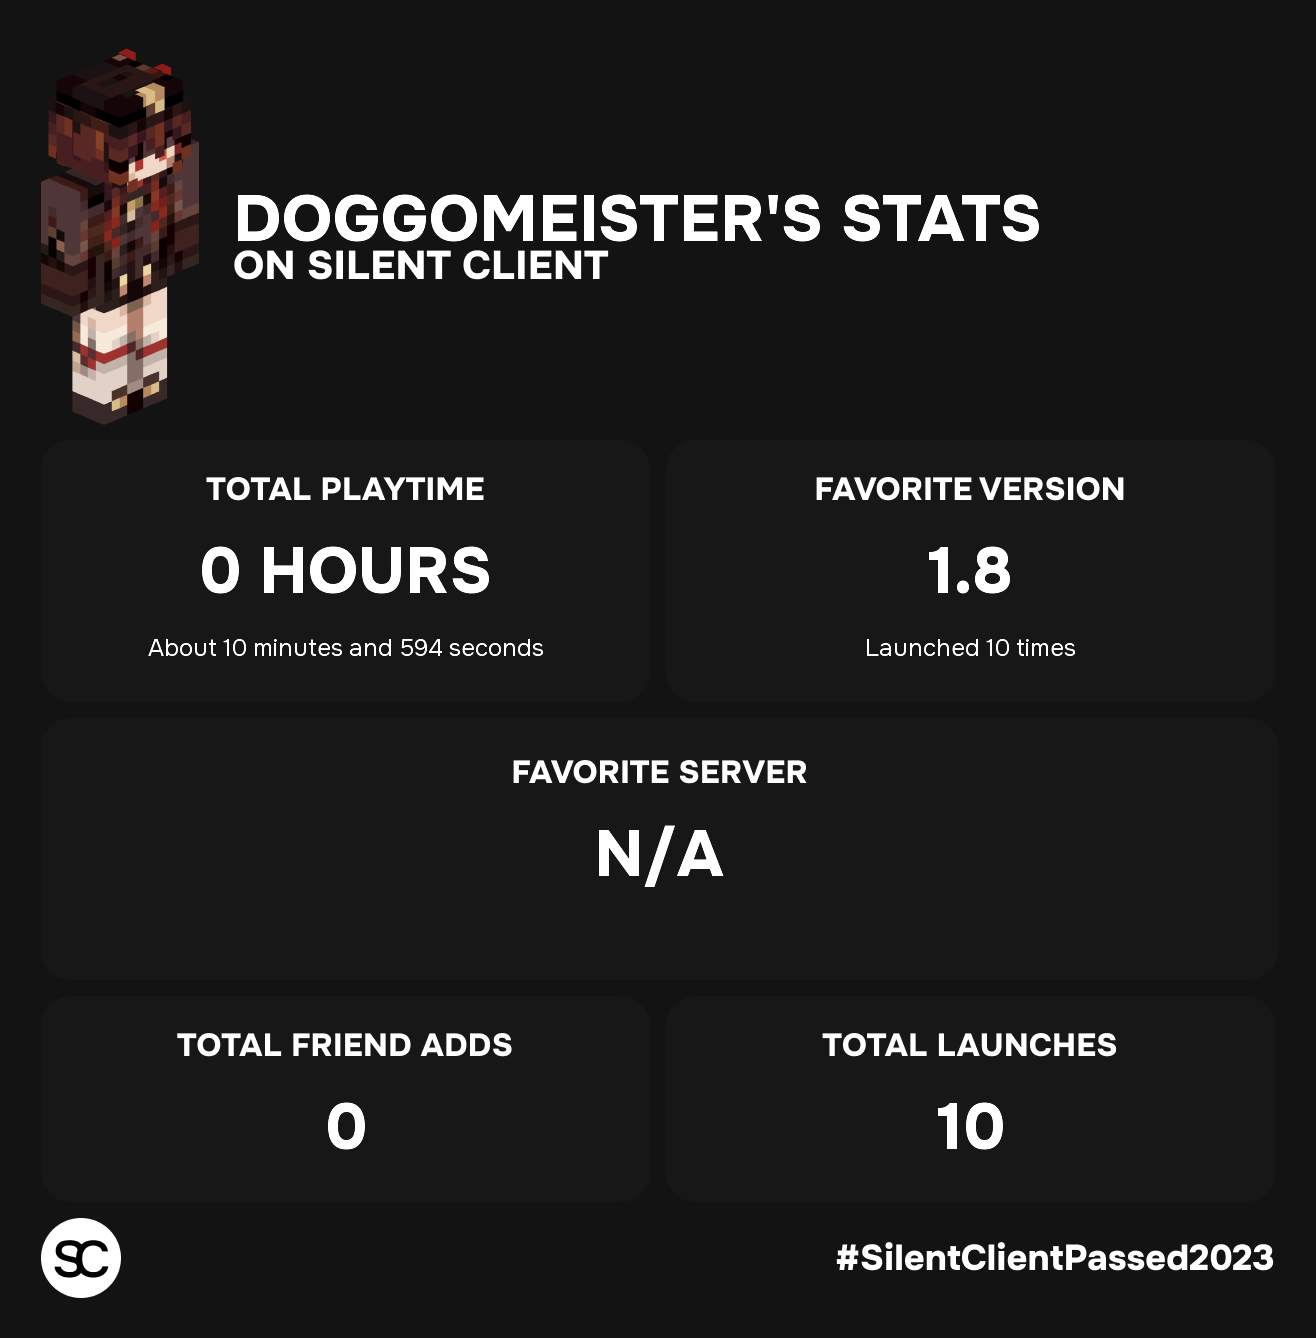 DOGGOMEISTER'S STATS
ON SILENT CLIENT
TOTAL PLAYTIME
0 HOURS
About 10 minutes and 594 seconds
FAVORITE VERSION
1.8
Launched 10 times
FAVORITE SERVER
N/A
TOTAL FRIEND ADDS
0
TOTAL LAUNCHES
10
SC
#SilentClientPassed2023